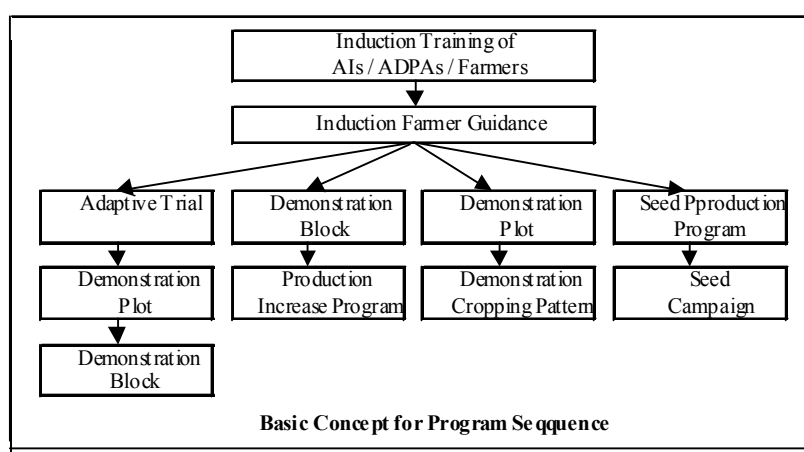 Induction Training of
AIs / ADPAs / Farmers
Induction Farmer Guidance
Adaptive Trial
Demonstration
Block
Demonstration
Plot
Seed Pproduction
Program
Demonstration
Plot
Production
Increase Program
Demonstration
Cropping Pattern
Seed
Campaign
Demonstration
Block
Basic Concept for Program Seqquence